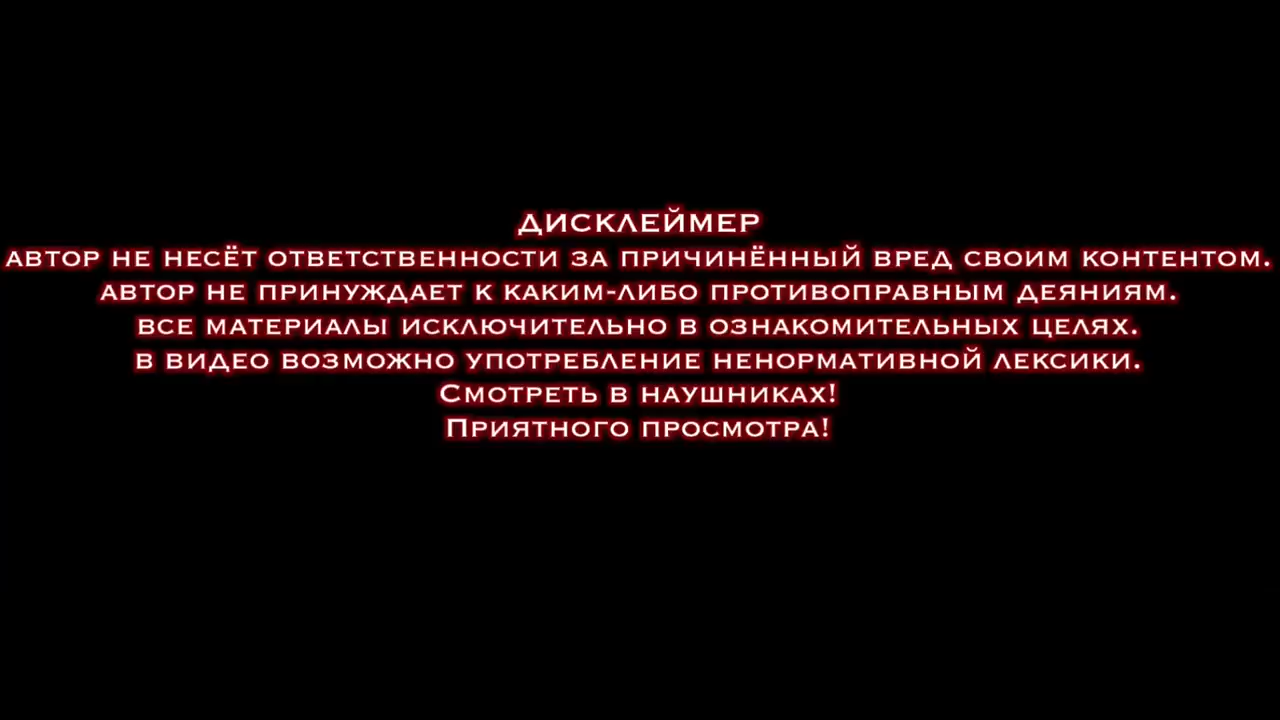 ДИСКЛЕЙМЕР
АВТОР НЕ НЕСЁТ ОТВЕТСТВЕННОСТИ ЗА ПРИЧИНЁННЫЙ ВРЕД СВОИМ КОНТЕНТОМ.
АВТОР НЕ ПРИНУЖДАЕТ К КАКИМ-ЛИБО ПРОТИВОПРАВНЫМ ДЕЯНИЯМ.
ВСЕ МАТЕРИАЛЫ ИСКЛЮЧИТЕЛЬНО В ОЗНАКОМИТЕЛЬНЫХ ЦЕЛЯХ.
В ВИДЕО ВОЗМОЖНО УПОТРЕБЛЕНИЕ НЕНОРМАТИВНОЙ ЛЕКСИКИ.
СМОТРЕТЬ В НАУШНИКАХ!
ПРИЯТНОГО ПРОСМОТРА!